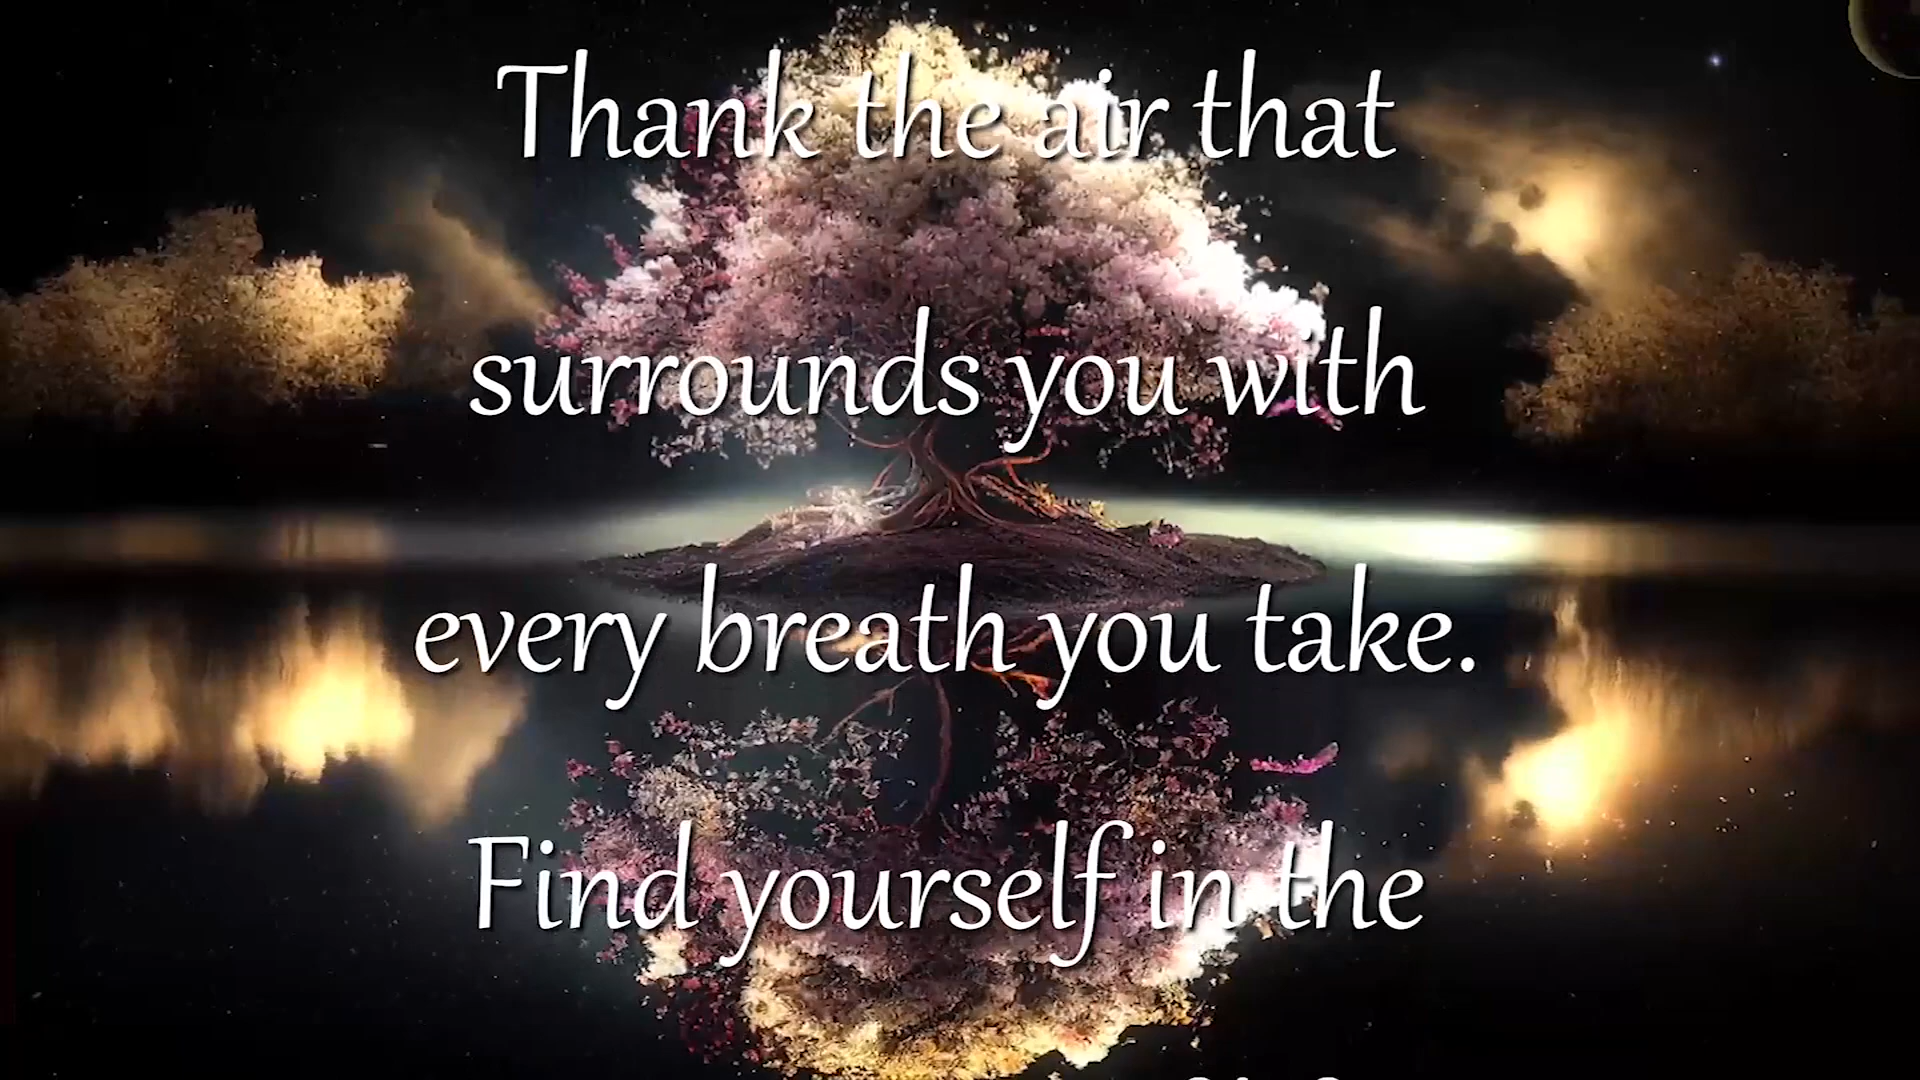 Thank the air that
surrounds you with
every breath you take.
Find yourself in the